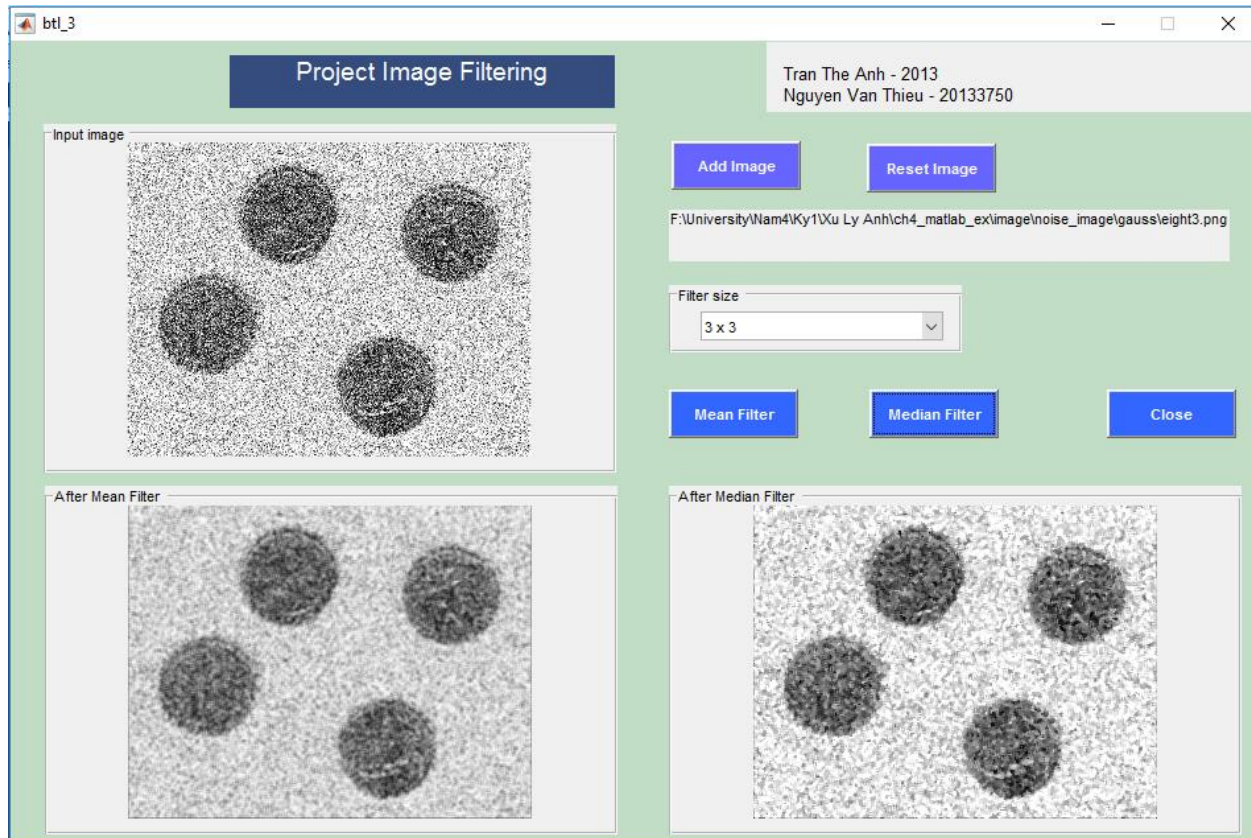 btl_3
Project Image Filtering
Tran The Anh - 2013
Nguyen Van Thieu - 20133750
Input image
Add Image
Reset Image
F:\University\Nam4\Ky1\Xu Ly Anh\ch4_matlab_ex\image\noise_image\gauss\eight3.png
Filter size
3 x 3
Mean Filter
Median Filter
Close
After Mean Filter
After Median Filter